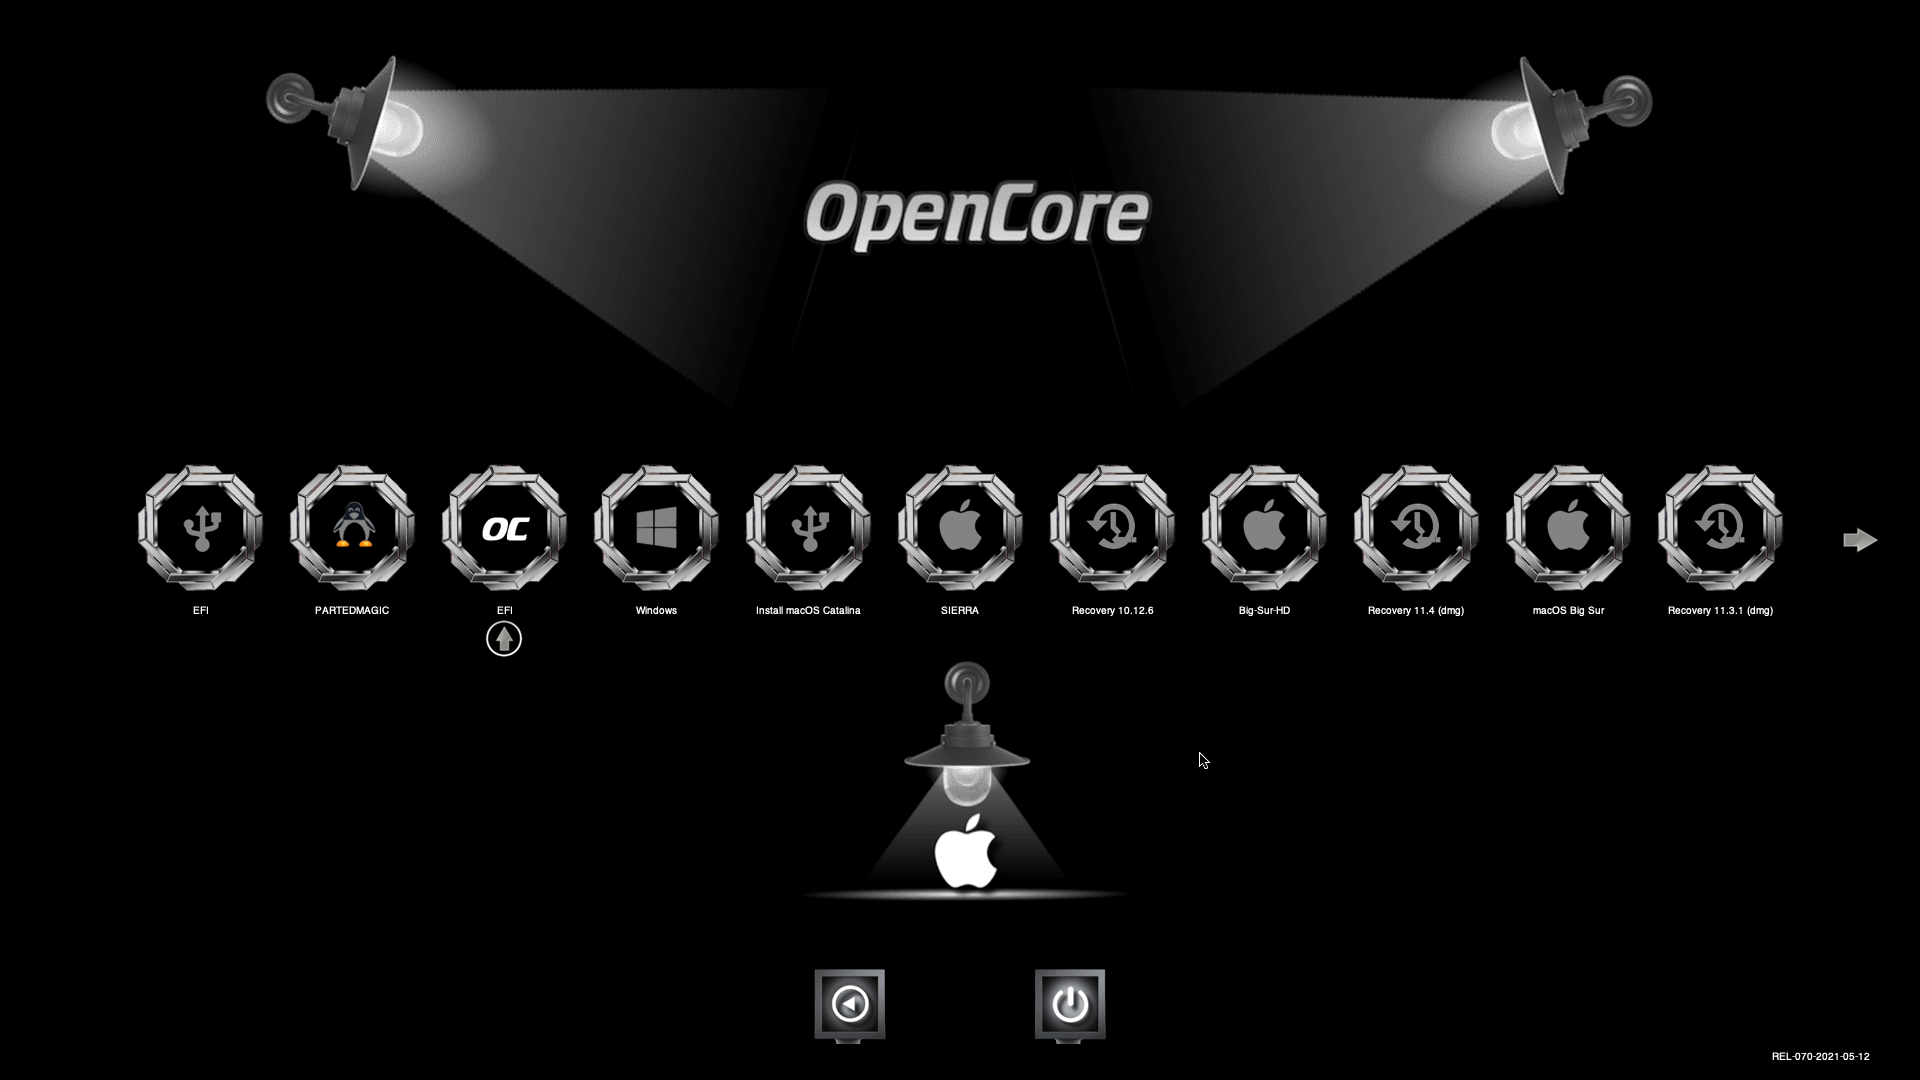 OpenCore
OC
EFI
PARTEDMAGIC
EFI
Windows
Install macOS Catalina
SIERRA
Recovery 10.12.6
Big-Sur-HD
Recovery 11.4 (dmg)
macOS Big Sur
Recovery 11.3.1 (dmg)
REL-070-2021-05-12